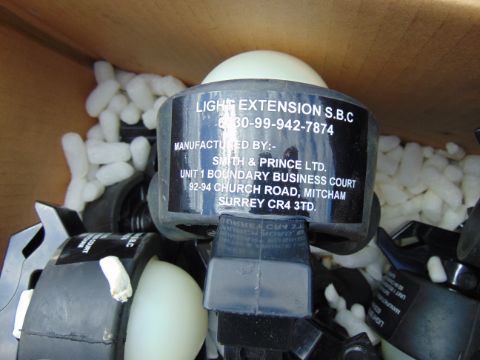 LIGHT EXTENSION S.B.C
6230-99-942-7874
MANUFACTURED BY:-
SMITH & PRINCE LTD.
UNIT 1 BOUNDARY BUSINESS COURT
92-94 CHURCH ROAD, MITCHAM
SURREY CR4 3TD.